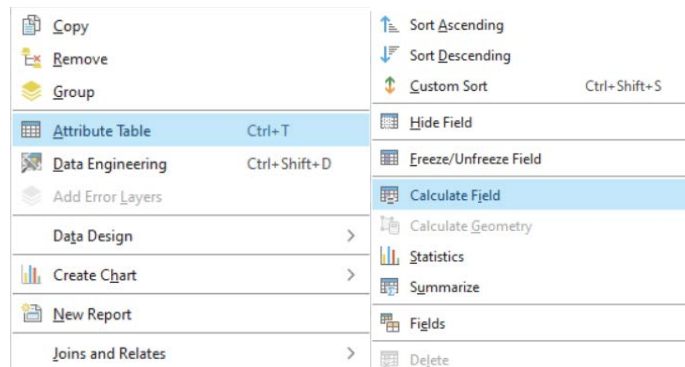 Copy
Remove
Group
Attribute Table Ctrl+T
Data Engineering Ctrl+Shift+D
Add Error Layers
Data Design
Create Chart
New Report
Joins and Relates
Sort Ascending
Sort Descending
Custom Sort Ctrl+Shift+S
Hide Field
Freeze/Unfreeze Field
Calculate Field
Calculate Geometry
Statistics
Summarize
Fields
Delete